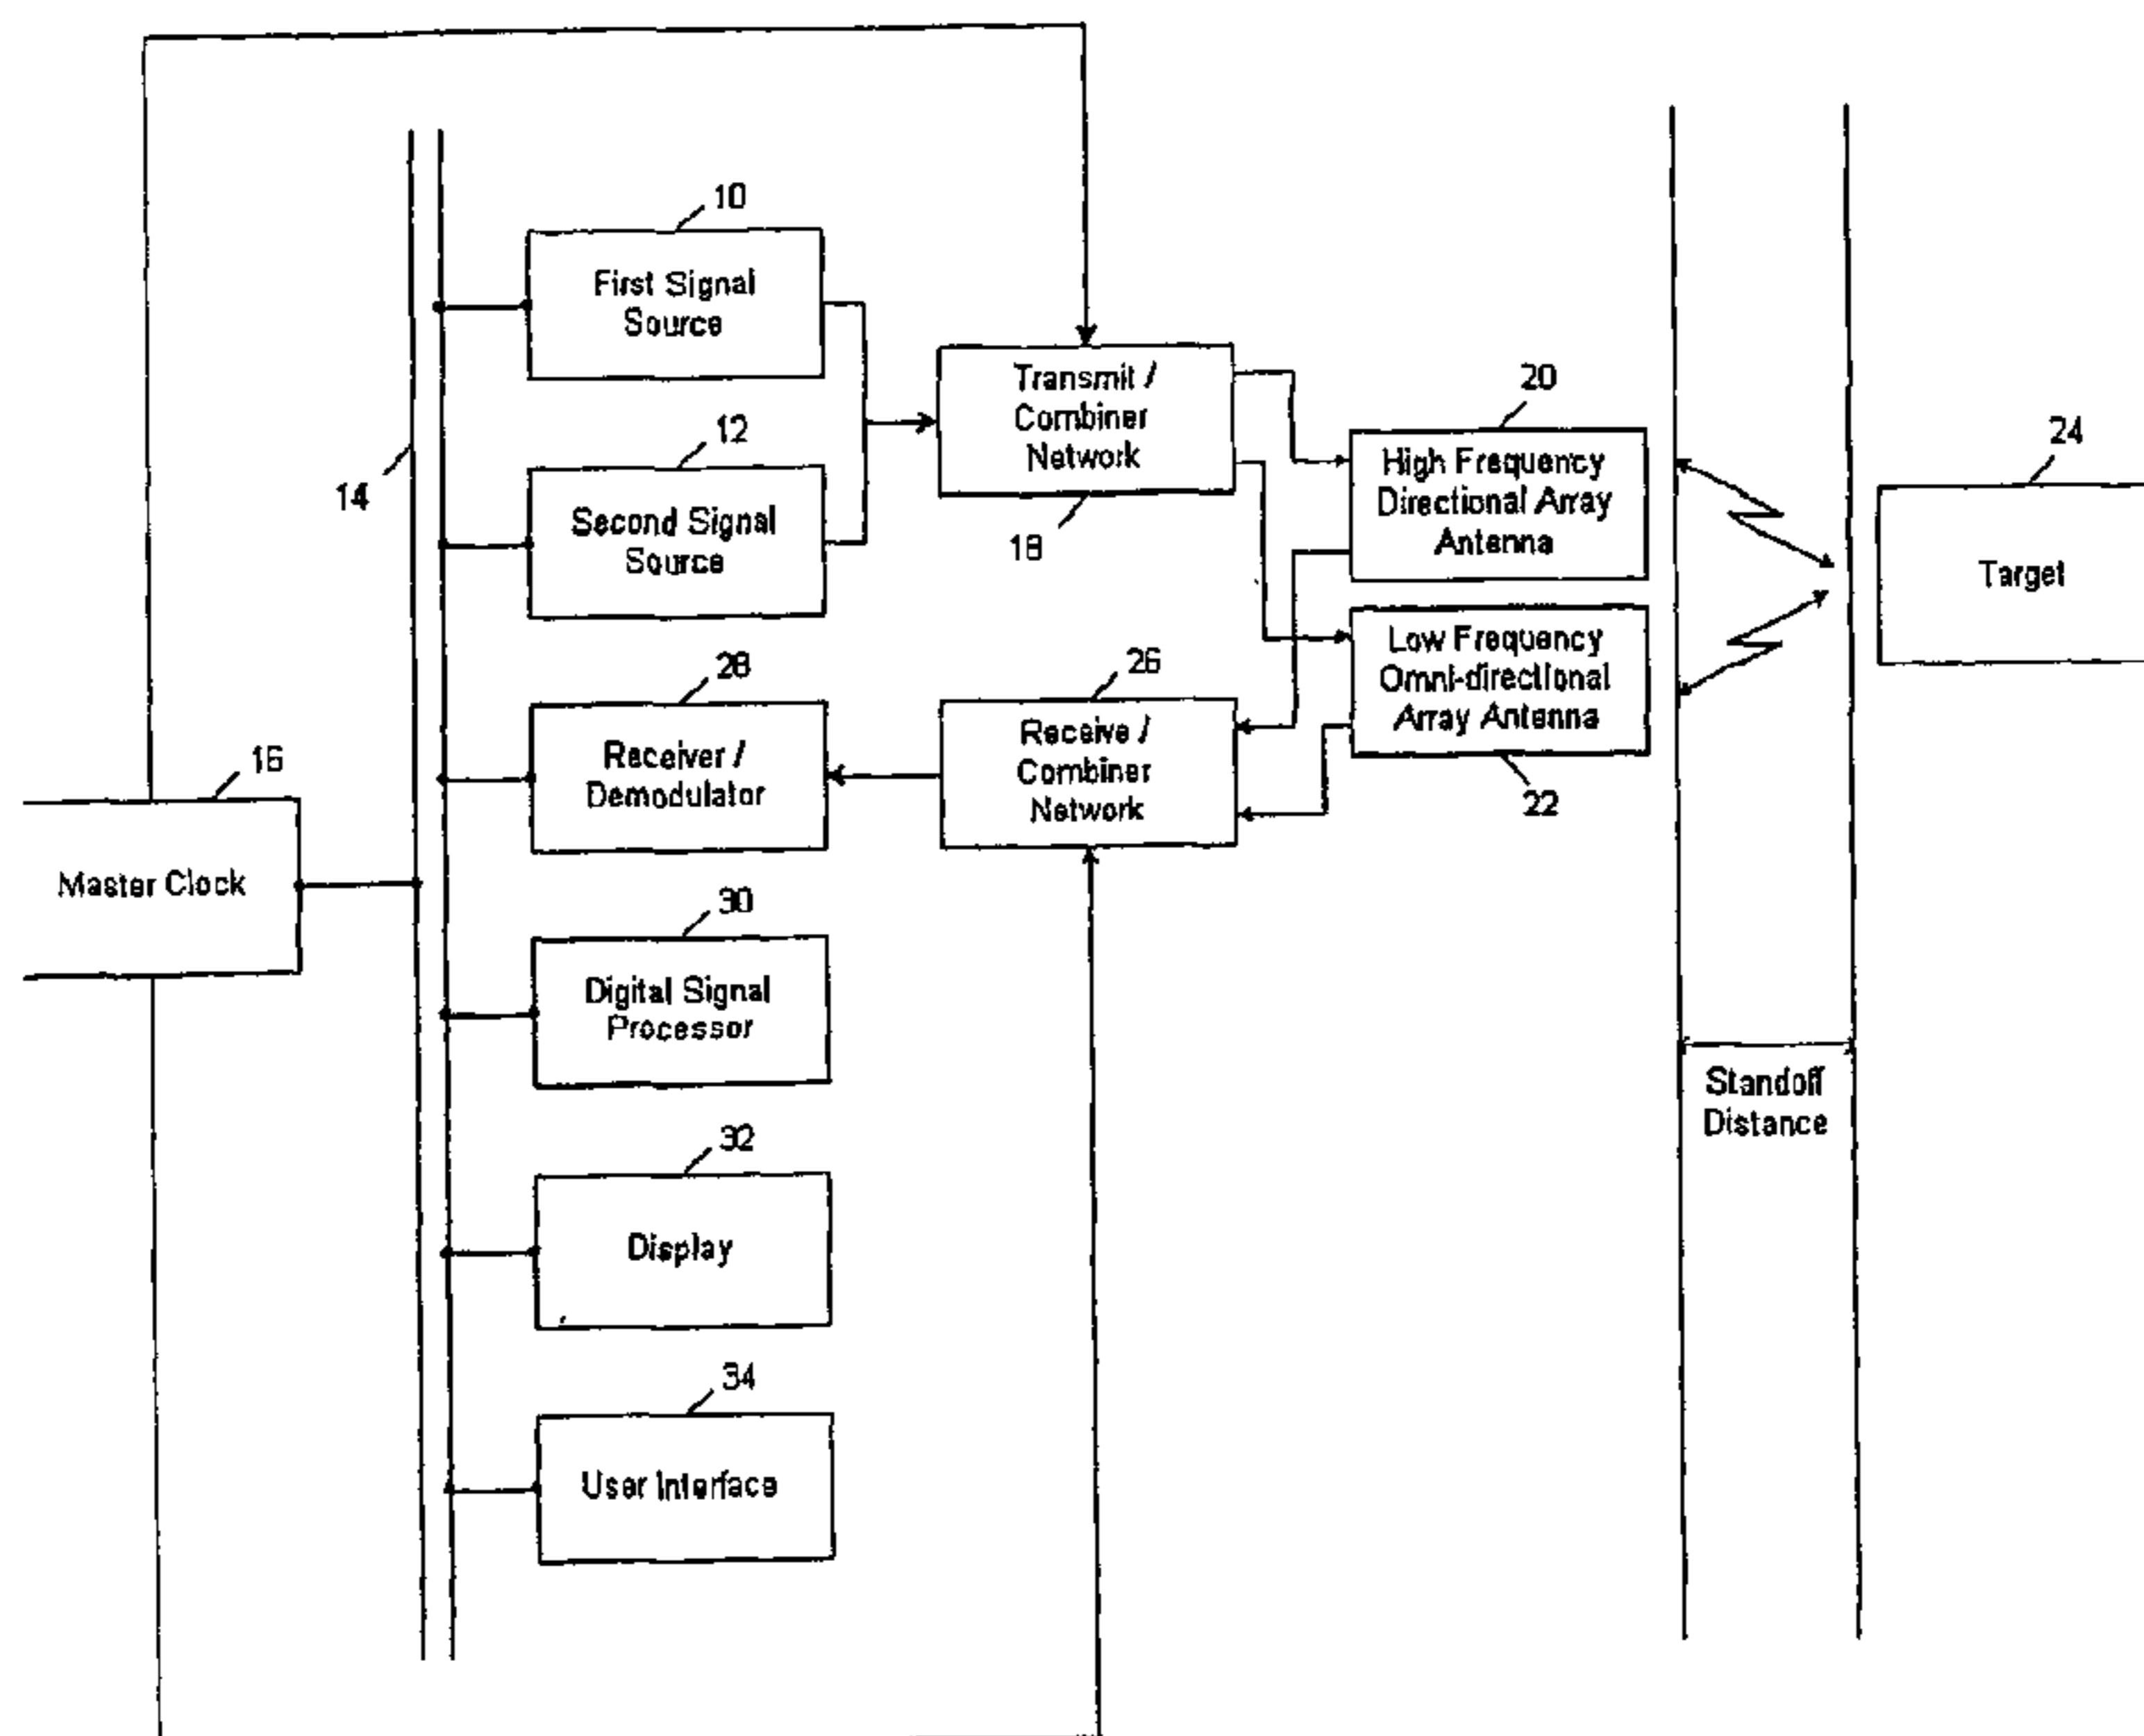 10
First Signal
Source
12
Second Signal
Source
14
Transmit /
Combiner
Network
18
20
High Frequency
Directional Array
Antenna
24
Target
Low Frequency
Omni-directional
Array Antenna
22
28
Receiver /
Demodulator
26
Receive /
Combiner
Network
16
Master Clock
30
Digital Signal
Processor
Standoff
Distance
32
Display
34
User Interface